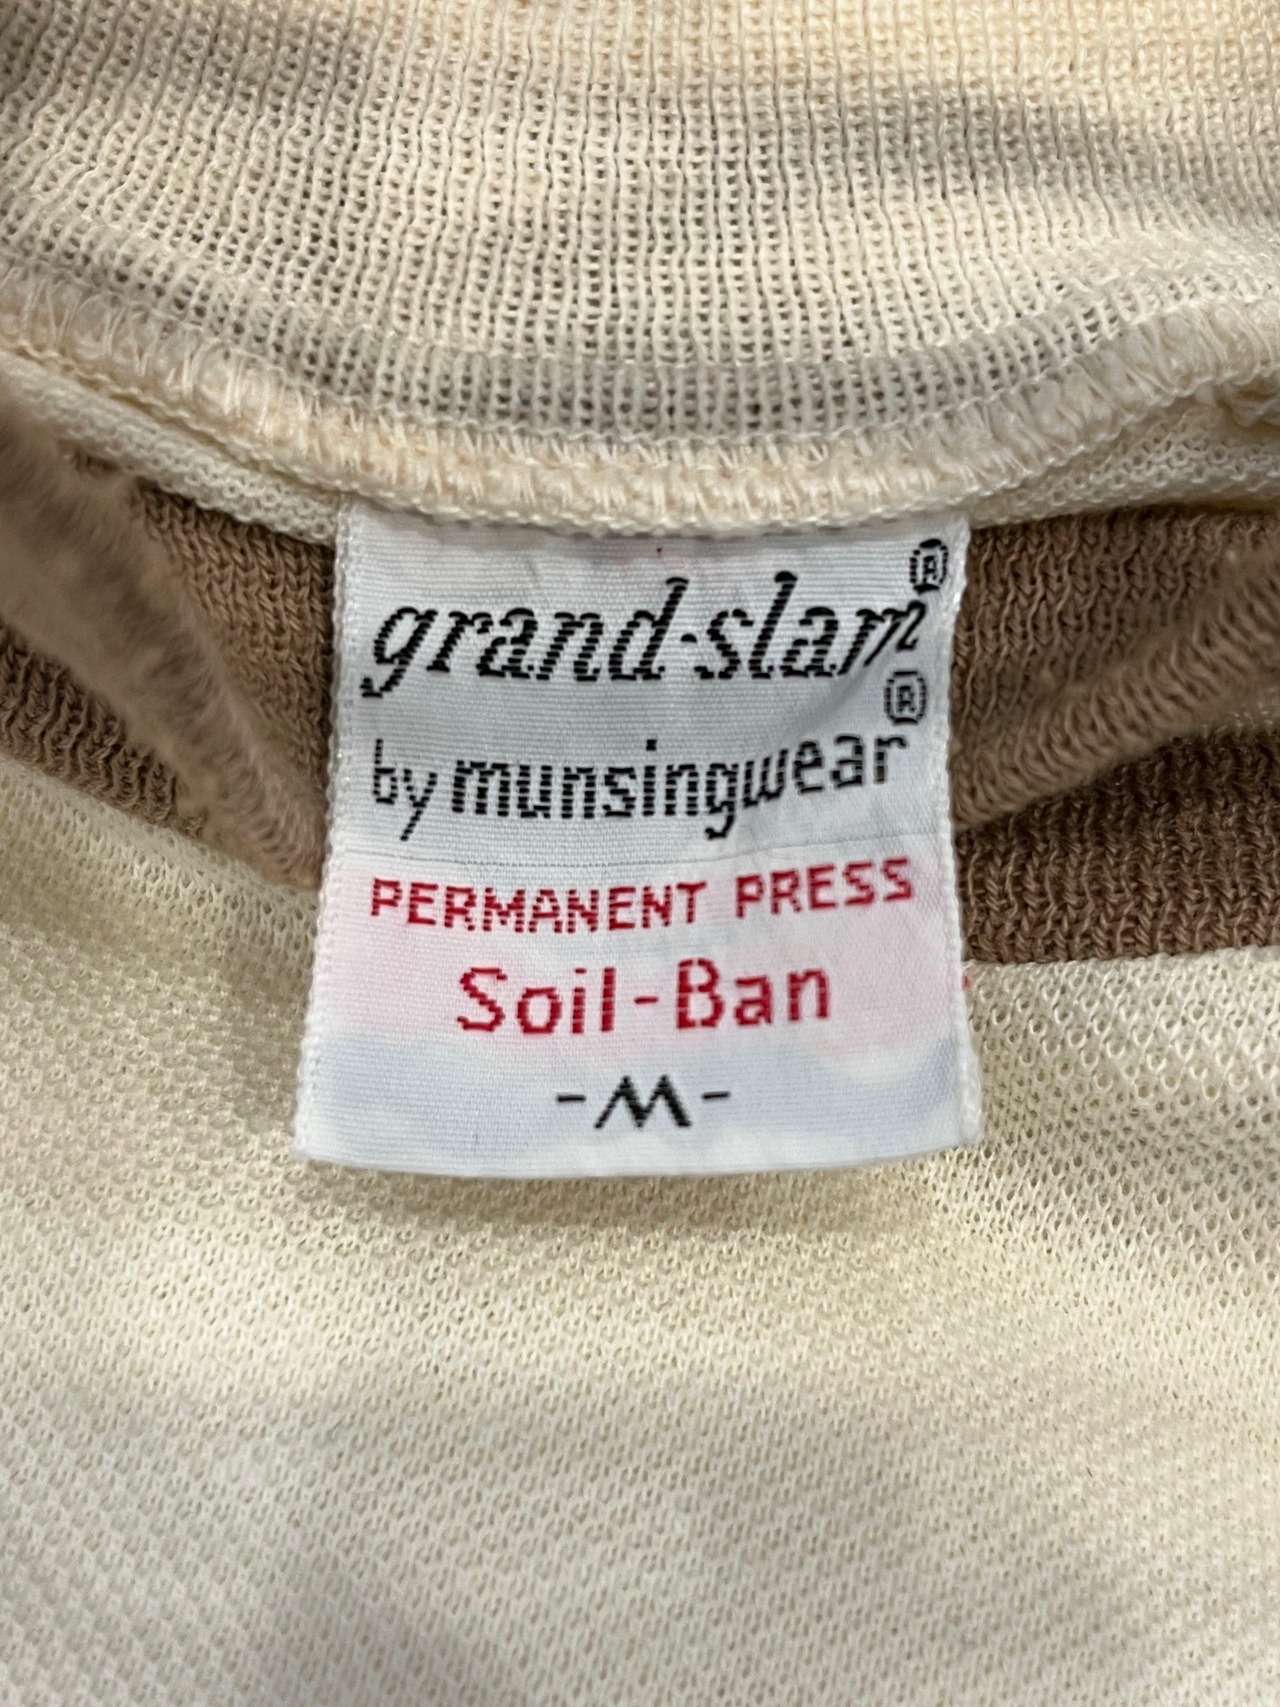 grand-slam®
by munsingwear®
PERMANENT PRESS
Soil-Ban
-M-